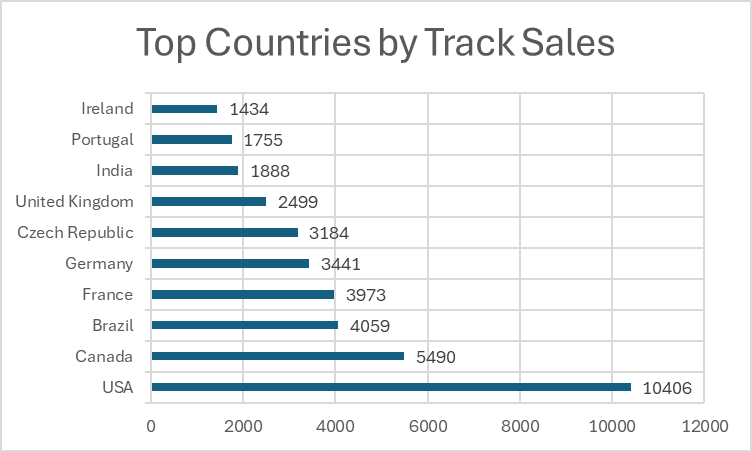 Top Countries by Track Sales
Ireland 1434
Portugal 1755
India 1888
United Kingdom 2499
Czech Republic 3184
Germany 3441
France 3973
Brazil 4059
Canada 5490
USA 10406
0 2000 4000 6000 8000 10000 12000